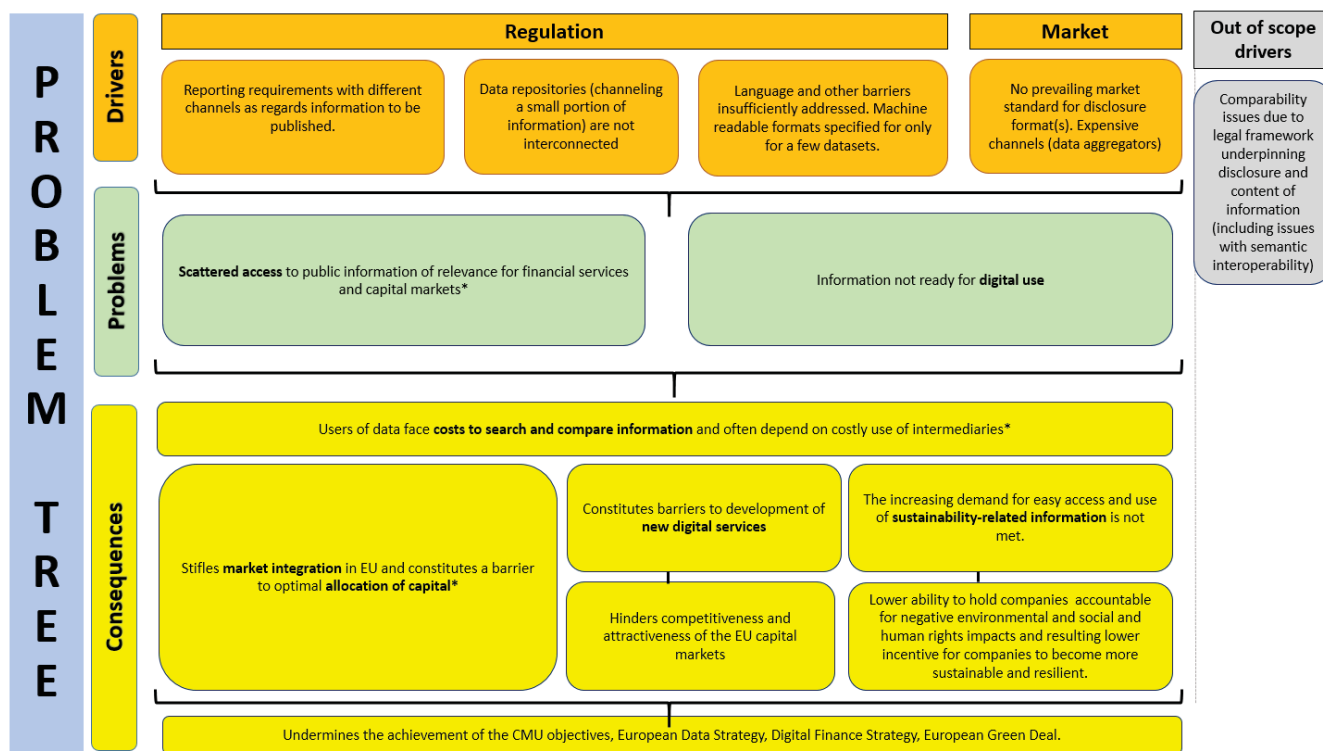 PROBLEM TREE
Drivers
Regulation
Market
Out of scope
drivers
Reporting requirements with different
channels as regards information to be
published.
Data repositories (channeling
a small portion of
information) are not
interconnected
Language and other barriers
insufficiently addressed. Machine
readable formats specified for only
for a few datasets.
No prevailing market
standard for disclosure
format(s). Expensive
channels (data aggregators)
Comparability
issues due to
legal framework
underpinning
disclosure and
content of
information
(including issues
with semantic
interoperability)
Problems
Scattered access to public information of relevance for financial services
and capital markets*
Information not ready for digital use
Consequences
Users of data face costs to search and compare information and often depend on costly use of intermediaries*
Stifles market integration in EU and constitutes a barrier
to optimal allocation of capital*
Constitutes barriers to development of
new digital services
The increasing demand for easy access and use
of sustainability-related information is not
met.
Hinders competitiveness and
attractiveness of the EU capital
markets
Lower ability to hold companies accountable
for negative environmental and social and
human rights impacts and resulting lower
incentive for companies to become more
sustainable and resilient.
Undermines the achievement of the CMU objectives, European Data Strategy, Digital Finance Strategy, European Green Deal.